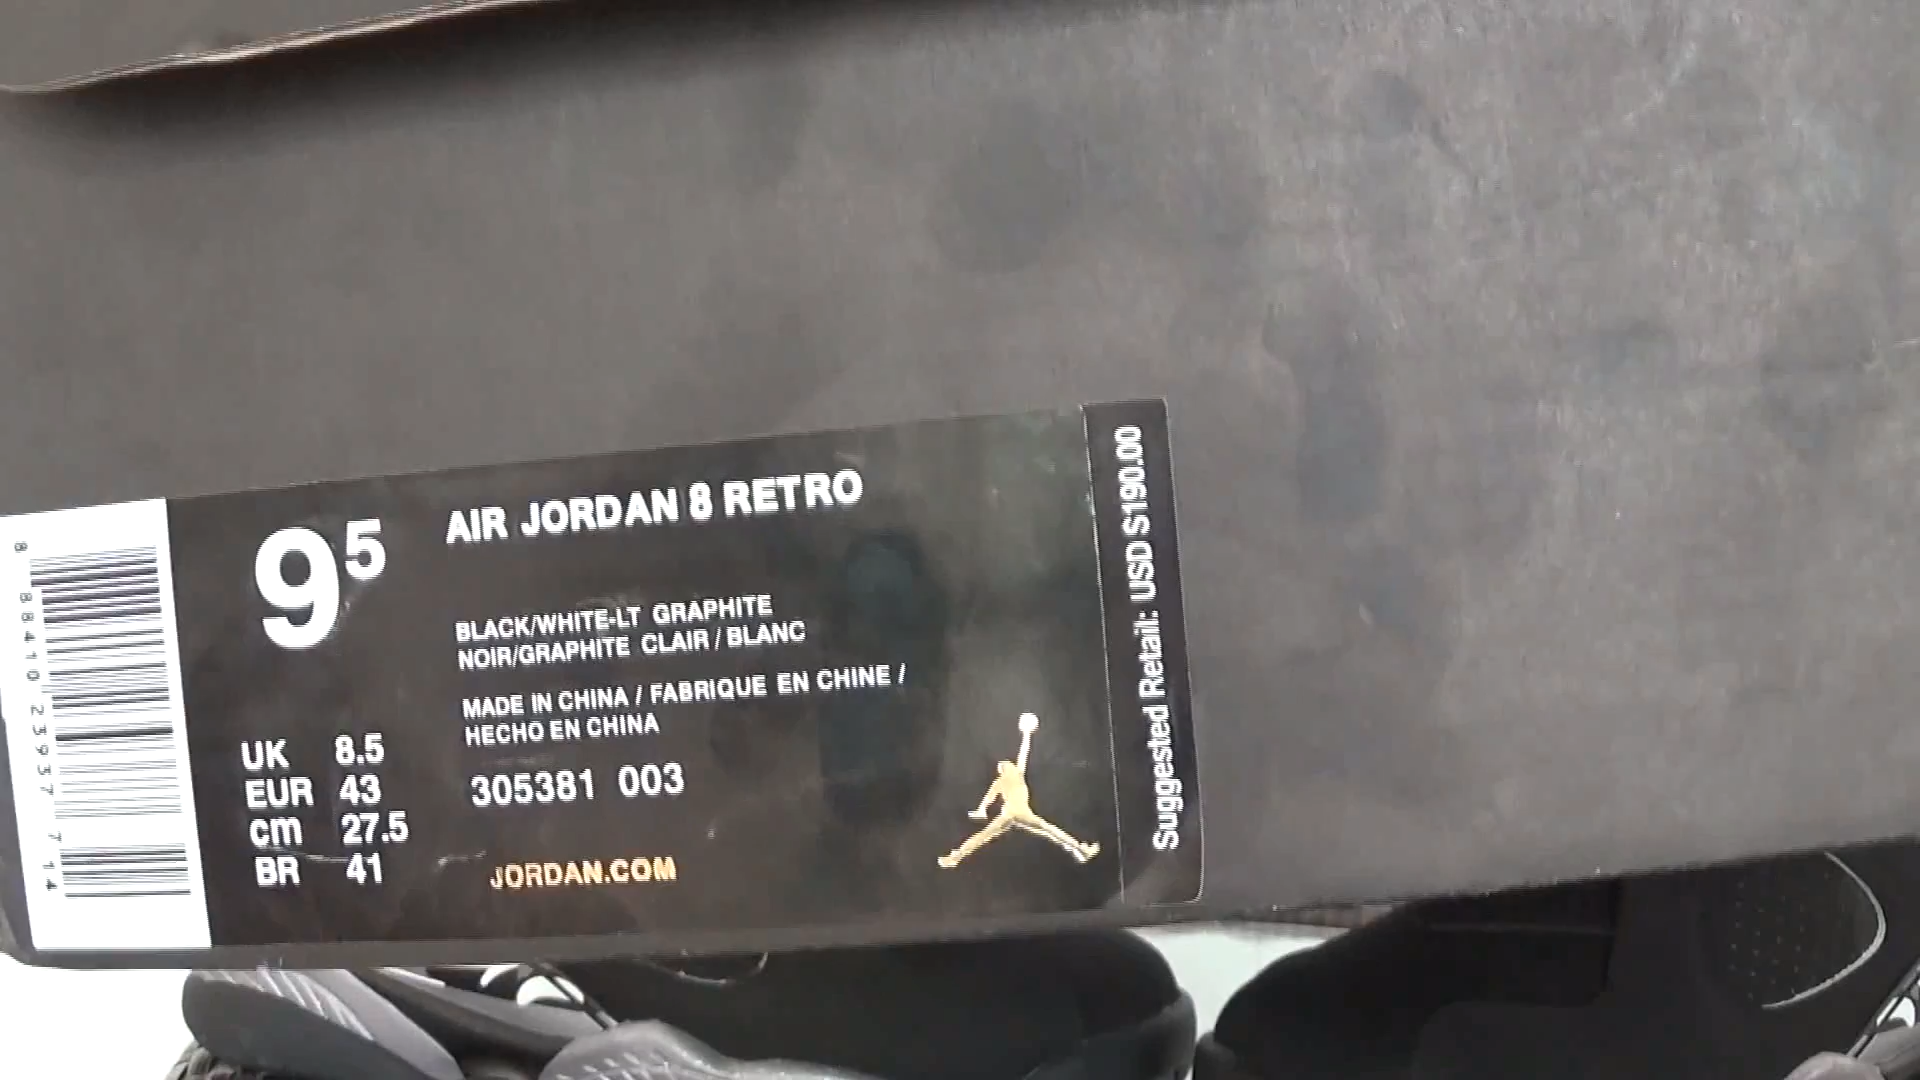 AIR JORDAN 8 RETRO
9⁵
BLACK/WHITE-LT GRAPHITE
NOIR/GRAPHITE CLAIR / BLANC
MADE IN CHINA / FABRIQUE EN CHINE /
HECHO EN CHINA
305381 003
JORDAN.COM
UK 8.5
EUR 43
cm 27.5
BR 41
Suggested Retail: USD $190.00
8 88410 23937 7 14